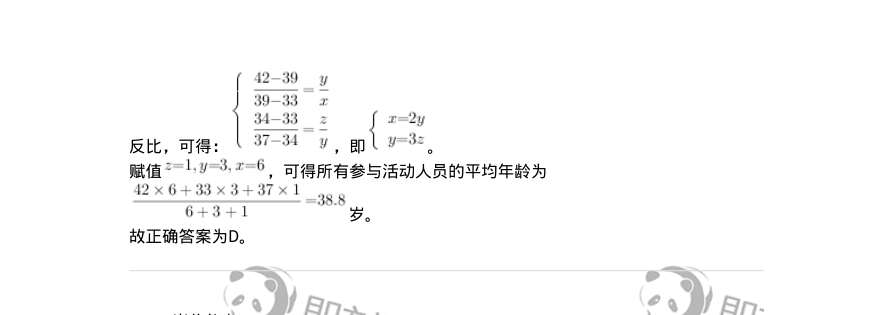 反比，可得：{ (42−39)/(39−33)=y/x, (34−33)/(37−34)=z/y ，即{ x=2y, y=3z 。
赋值z=1,y=3,x=6，可得所有参与活动人员的平均年龄为
(42×6+33×3+37×1)/(6+3+1)=38.8岁。
故正确答案为D。